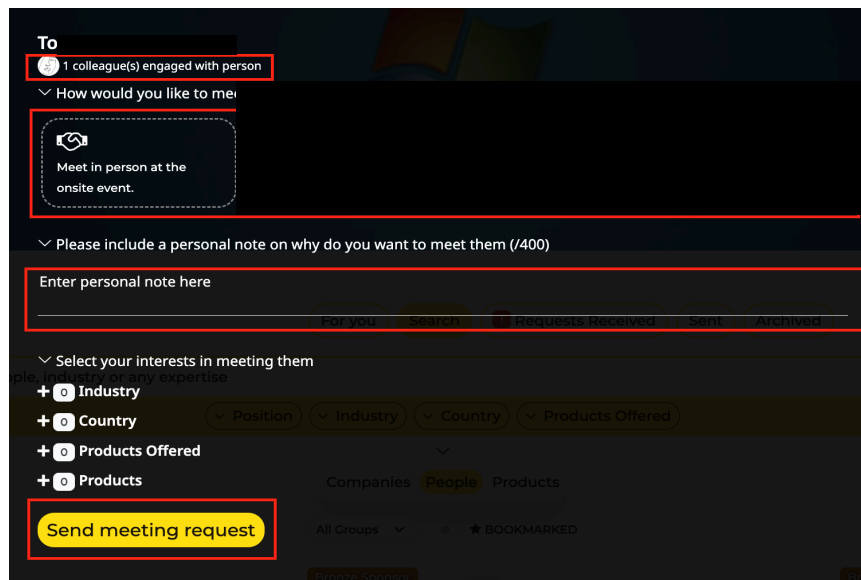 To
1 colleague(s) engaged with person
How would you like to me
Meet in person at the
onsite event.
Please include a personal note on why do you want to meet them (/400)
Enter personal note here
For you Search Requests Received Sent Archived
Select your interests in meeting them
ple, industry or any expertise
+ 0 Industry
Position Industry Country Products Offered
+ 0 Country
+ 0 Products Offered
+ 0 Products
Companies People Products
Send meeting request
All Groups ★ BOOKMARKED
Bronze Sponsor